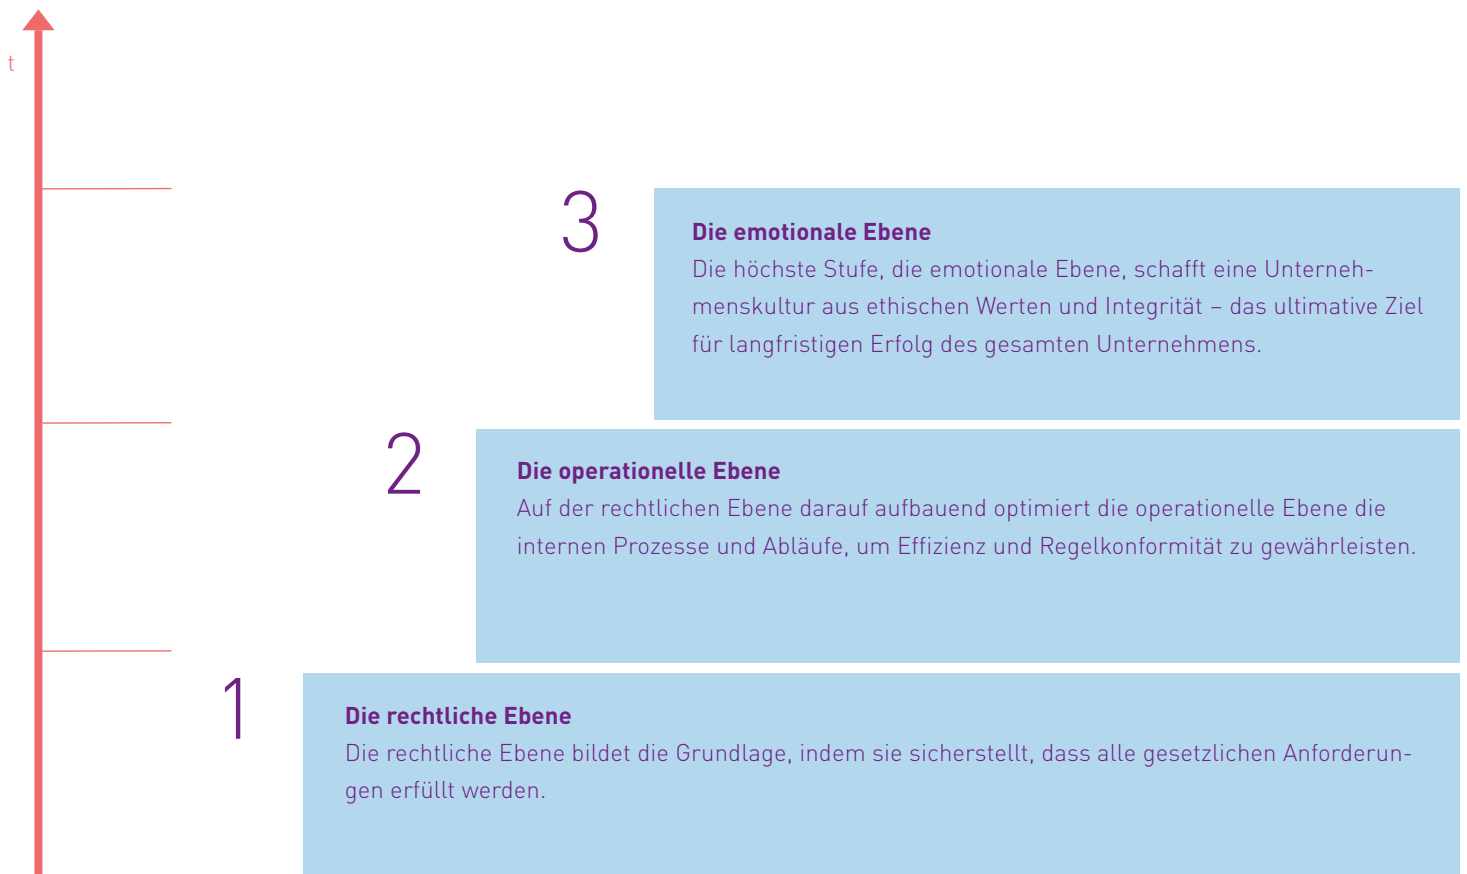 t
3
Die emotionale Ebene
Die höchste Stufe, die emotionale Ebene, schafft eine Unterneh-
menskultur aus ethischen Werten und Integrität – das ultimative Ziel
für langfristigen Erfolg des gesamten Unternehmens.
2
Die operationelle Ebene
Auf der rechtlichen Ebene darauf aufbauend optimiert die operationelle Ebene die
internen Prozesse und Abläufe, um Effizienz und Regelkonformität zu gewährleisten.
1
Die rechtliche Ebene
Die rechtliche Ebene bildet die Grundlage, indem sie sicherstellt, dass alle gesetzlichen Anforderun-
gen erfüllt werden.